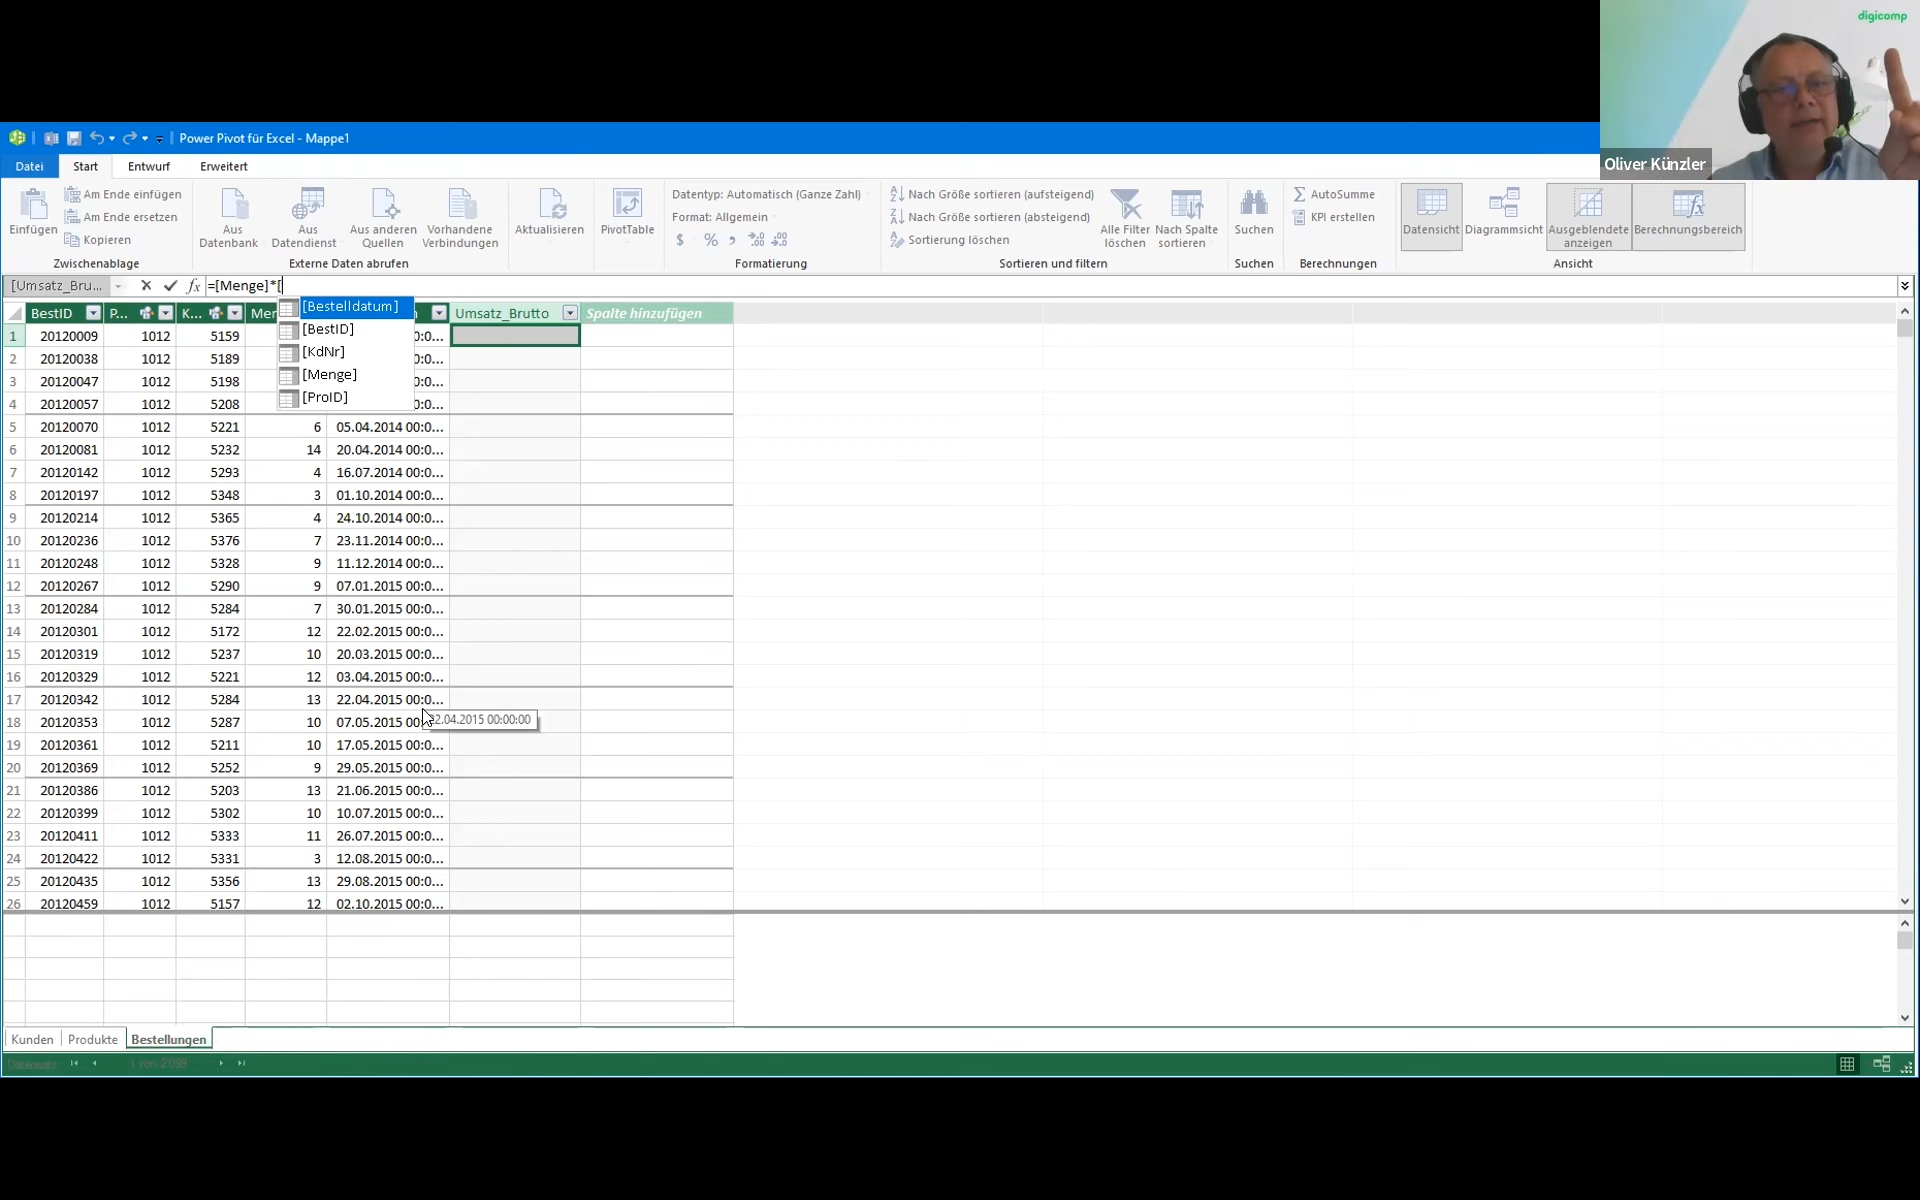 digicomp
Oliver Künzler
Power Pivot für Excel - Mappe1
Datei Start Entwurf Erweitert
Einfügen
Am Ende einfügen
Am Ende ersetzen
Kopieren
Zwischenablage
Aus Datenbank
Aus Datendienst
Aus anderen Quellen
Vorhandene Verbindungen
Externe Daten abrufen
Aktualisieren
PivotTable
Datentyp: Automatisch (Ganze Zahl)
Format: Allgemein
$ % ,
Formatierung
Nach Größe sortieren (aufsteigend)
Nach Größe sortieren (absteigend)
Sortierung löschen
Alle Filter löschen
Nach Spalte sortieren
Sortieren und filtern
Suchen
Suchen
AutoSumme
KPI erstellen
Berechnungen
Datensicht
Diagrammsicht
Ausgeblendete anzeigen
Berechnungsbereich
Ansicht
[Umsatz_Bru... fx =[Menge]*[
[Bestelldatum]
[BestID]
[KdNr]
[Menge]
[ProID]
BestID P... K... Men Umsatz_Brutto Spalte hinzufügen
1 20120009 1012 5159 0:0...
2 20120038 1012 5189 0:0...
3 20120047 1012 5198 0:0...
4 20120057 1012 5208 0:0...
5 20120070 1012 5221 6 05.04.2014 00:0...
6 20120081 1012 5232 14 20.04.2014 00:0...
7 20120142 1012 5293 4 16.07.2014 00:0...
8 20120197 1012 5348 3 01.10.2014 00:0...
9 20120214 1012 5365 4 24.10.2014 00:0...
10 20120236 1012 5376 7 23.11.2014 00:0...
11 20120248 1012 5328 9 11.12.2014 00:0...
12 20120267 1012 5290 9 07.01.2015 00:0...
13 20120284 1012 5284 7 30.01.2015 00:0...
14 20120301 1012 5172 12 22.02.2015 00:0...
15 20120319 1012 5237 10 20.03.2015 00:0...
16 20120329 1012 5221 12 03.04.2015 00:0...
17 20120342 1012 5284 13 22.04.2015 00:0...
18 20120353 1012 5287 10 07.05.2015 00
2.04.2015 00:00:00
19 20120361 1012 5211 10 17.05.2015 00:0...
20 20120369 1012 5252 9 29.05.2015 00:0...
21 20120386 1012 5203 13 21.06.2015 00:0...
22 20120399 1012 5302 10 10.07.2015 00:0...
23 20120411 1012 5333 11 26.07.2015 00:0...
24 20120422 1012 5331 3 12.08.2015 00:0...
25 20120435 1012 5356 13 29.08.2015 00:0...
26 20120459 1012 5157 12 02.10.2015 00:0...
Kunden Produkte Bestellungen
Datensatz: